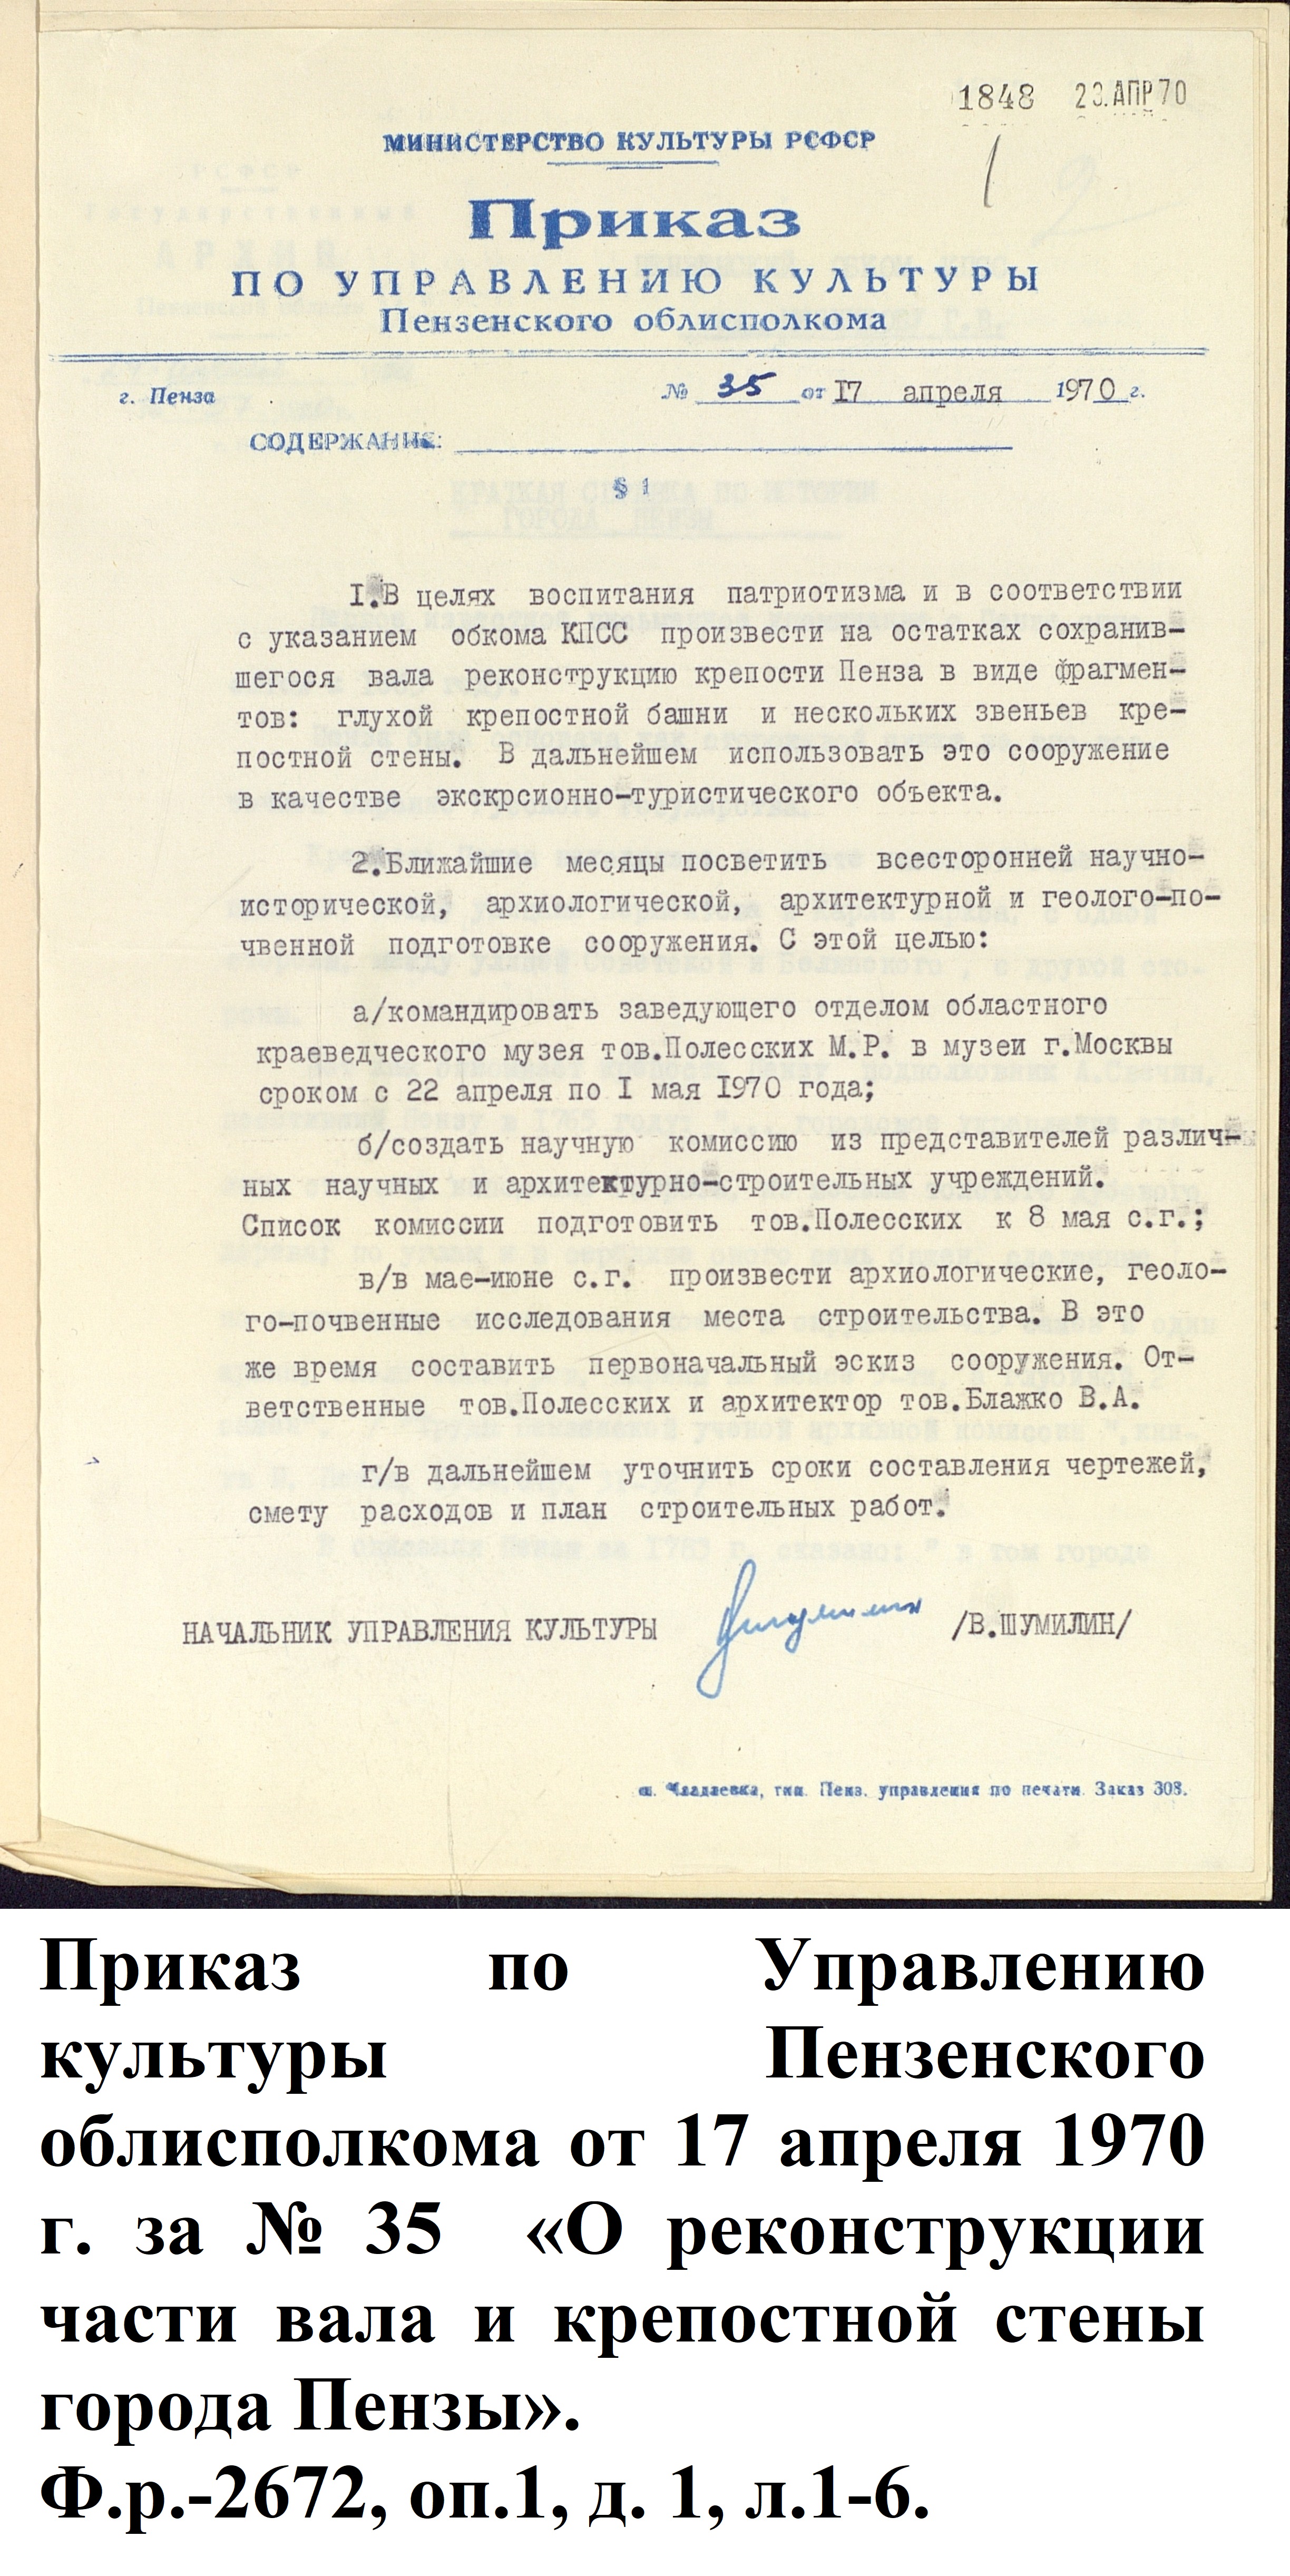 1848 23.АПР70
МИНИСТЕРСТВО КУЛЬТУРЫ РСФСР
Приказ
ПО УПРАВЛЕНИЮ КУЛЬТУРЫ
Пензенского облисполкома
г. Пенза № 35 от 17 апреля 1970 г.
СОДЕРЖАНИЕ:
§ 1
I.В целях воспитания патриотизма и в соответствии
с указанием обкома КПСС произвести на остатках сохранив-
шегося вала реконструкцию крепости Пенза в виде фрагмен-
тов: глухой крепостной башни и нескольких звеньев кре-
постной стены. В дальнейшем использовать это сооружение
в качестве экскрсионно-туристического объекта.
2.Ближайшие месяцы посветить всесторонней научно-
исторической, архиологической, архитектурной и геолого-по-
чвенной подготовке сооружения. С этой целью:
а/командировать заведующего отделом областного
краеведческого музея тов.Полесских М.Р. в музеи г.Москвы
сроком с 22 апреля по I мая 1970 года;
б/создать научную комиссию из представителей различ-
ных научных и архитектурно-строительных учреждений.
Список комиссии подготовить тов.Полесских к 8 мая с.г.;
в/в мае-июне с.г. произвести архиологические, геоло-
го-почвенные исследования места строительства. В это
же время составить первоначальный эскиз сооружения. От-
ветственные тов.Полесских и архитектор тов.Блажко В.А.
г/в дальнейшем уточнить сроки составления чертежей,
смету расходов и план строительных работ.
НАЧАЛЬНИК УПРАВЛЕНИЯ КУЛЬТУРЫ /В.ШУМИЛИН/
тип. Пенз. управления по печати Заказ 308.
Приказ по Управлению
культуры Пензенского
облисполкома от 17 апреля 1970
г. за № 35 «О реконструкции
части вала и крепостной стены
города Пензы».
Ф.р.-2672, оп.1, д. 1, л.1-6.